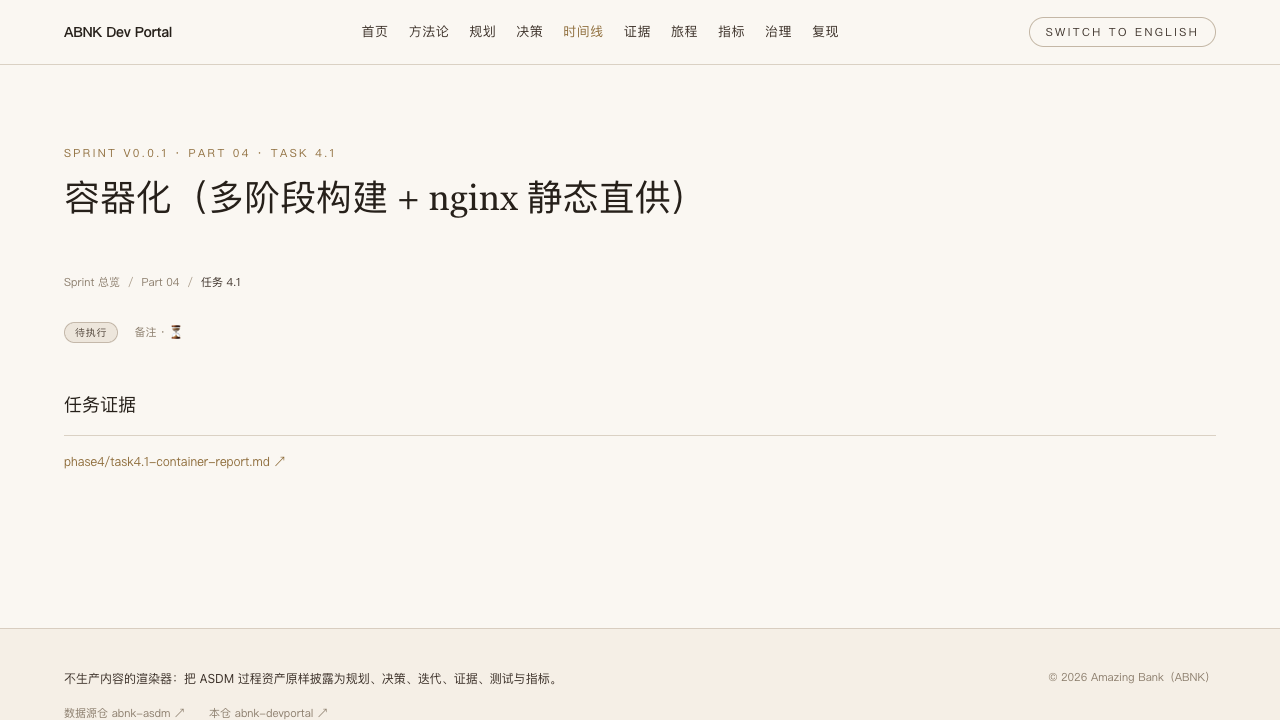 ABNK Dev Portal
首页 方法论 规划 决策 时间线 证据 旅程 指标 治理 复现
SWITCH TO ENGLISH
SPRINT V0.0.1 · PART 04 · TASK 4.1
容器化（多阶段构建 + nginx 静态直供）
Sprint 总览 / Part 04 / 任务 4.1
待执行 备注 · ⏳
任务证据
phase4/task4.1-container-report.md ↗
不生产内容的渲染器：把 ASDM 过程资产原样披露为规划、决策、迭代、证据、测试与指标。
© 2026 Amazing Bank（ABNK）
数据源仓 abnk-asdm ↗ 本仓 abnk-devportal ↗